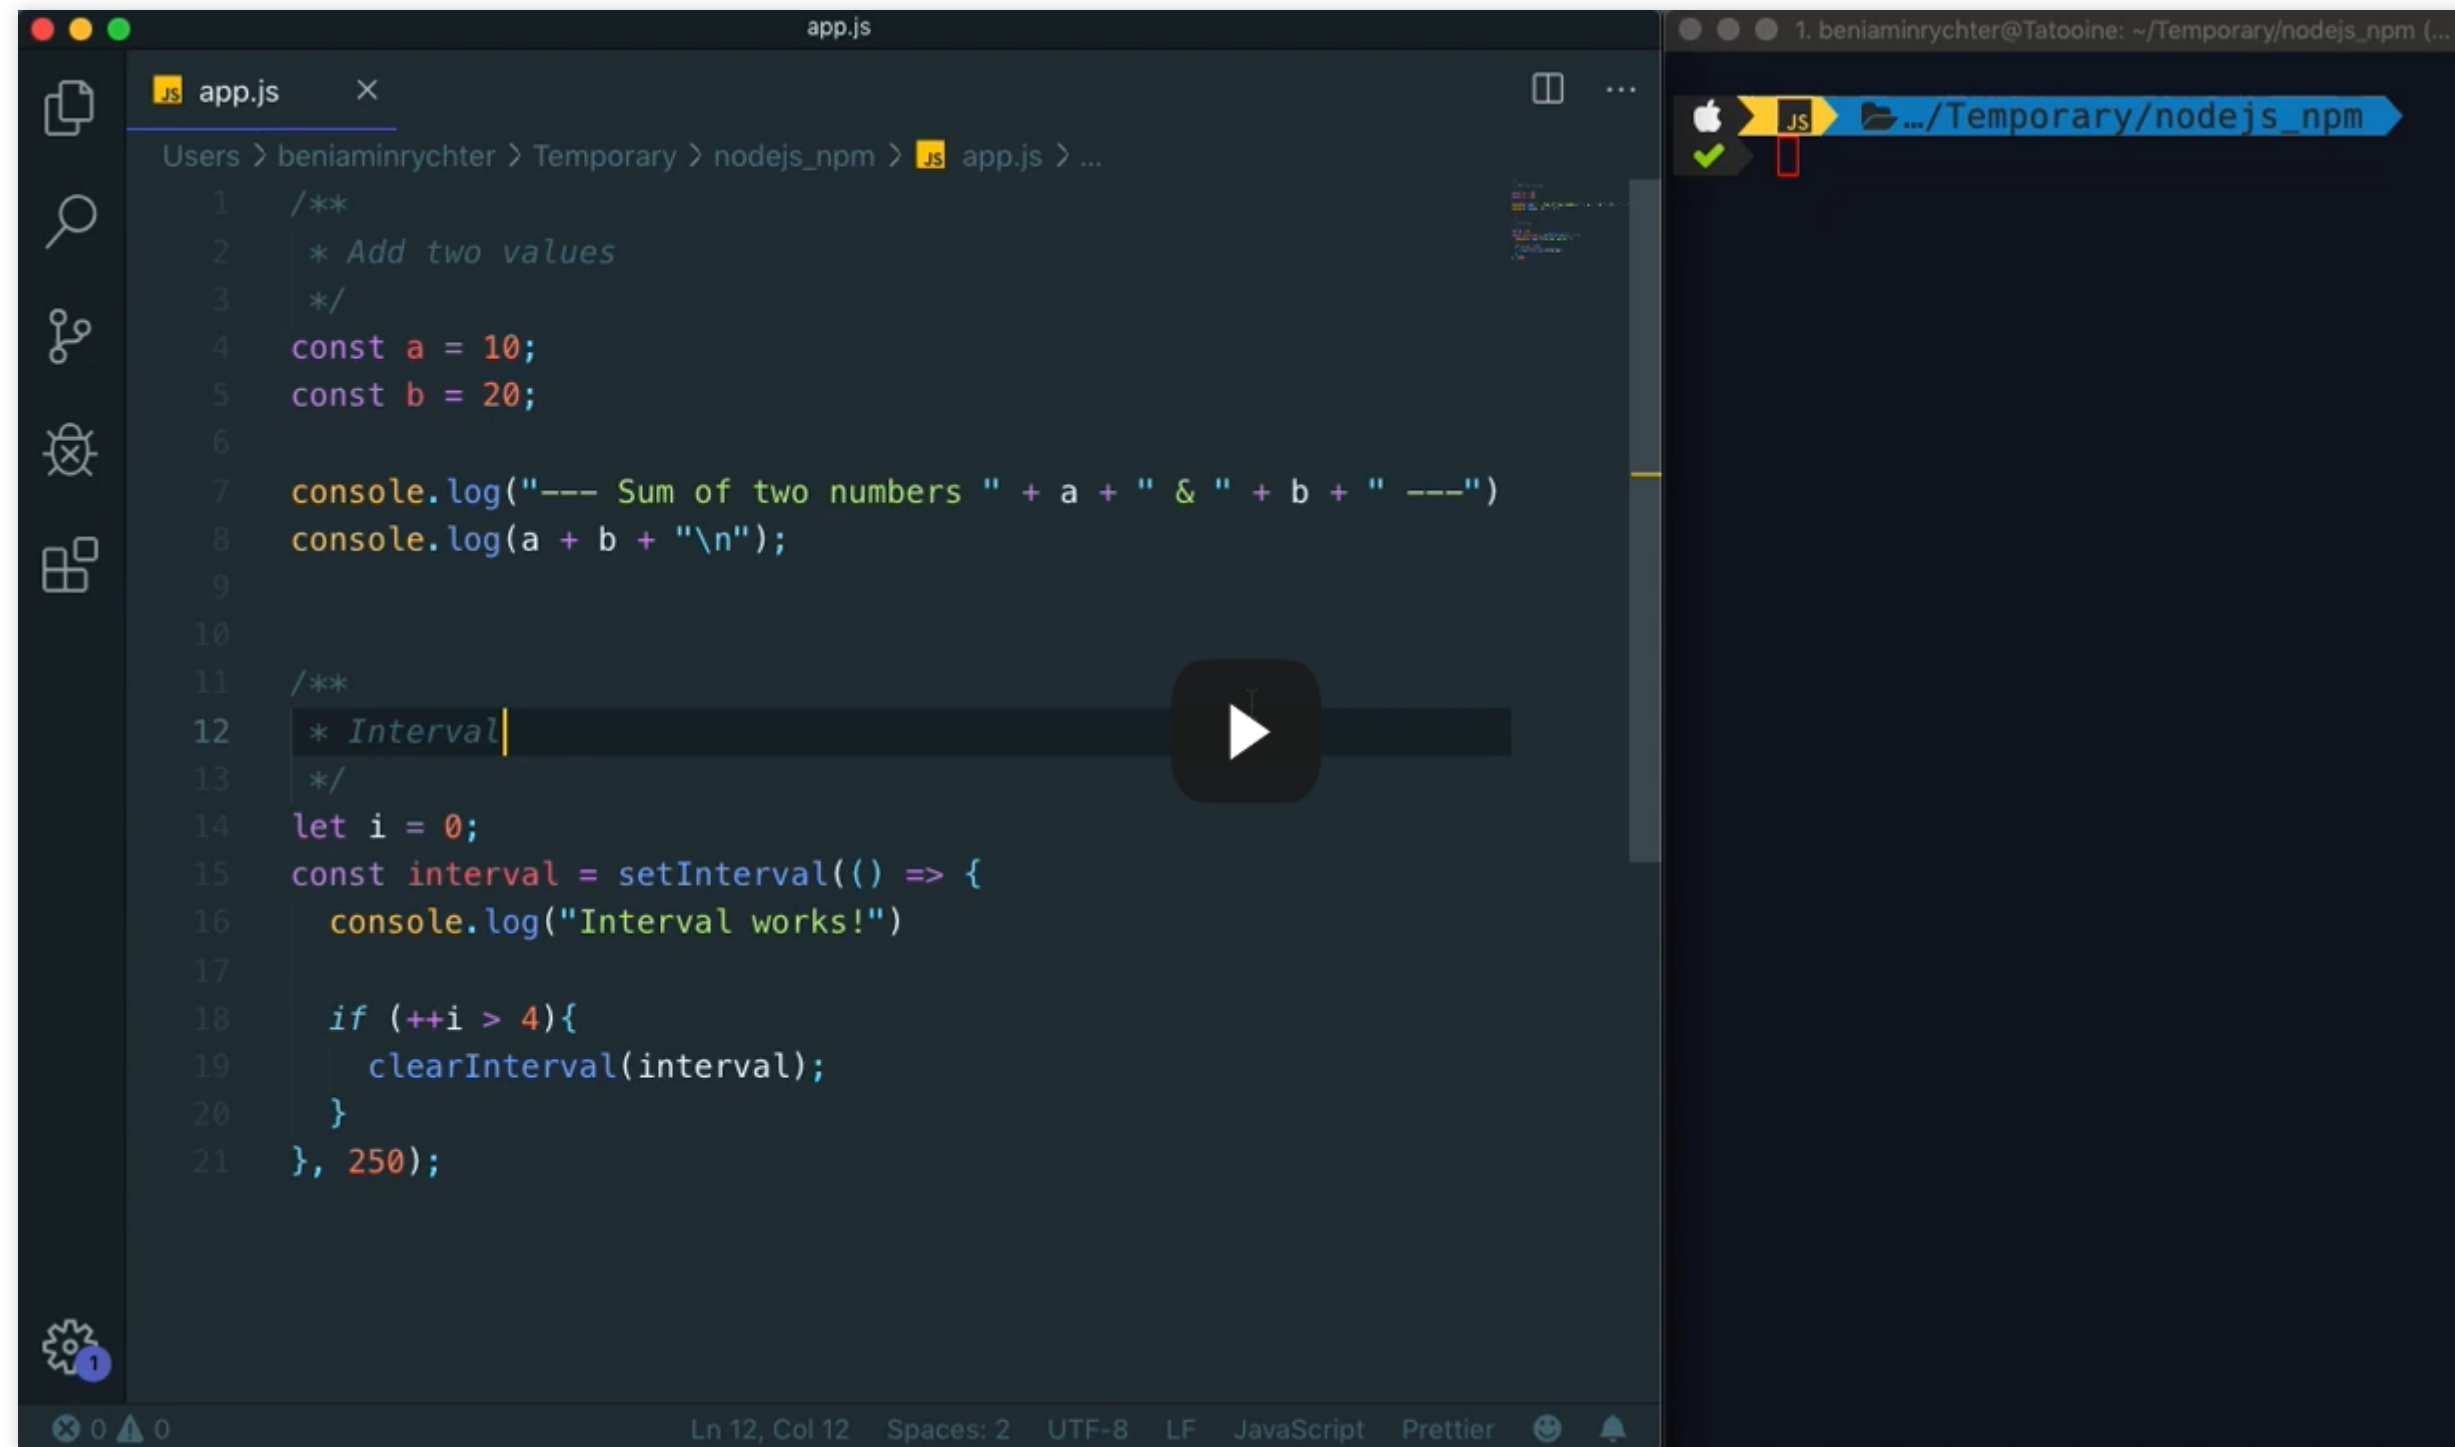 app.js
1. beniaminrychter@Tatooine: ~/Temporary/nodejs_npm (...
JS app.js
Users > beniaminrychter > Temporary > nodejs_npm > JS app.js > ...
JS …/Temporary/nodejs_npm
1 /**
2  * Add two values
3  */
4 const a = 10;
5 const b = 20;
6
7 console.log("--- Sum of two numbers " + a + " & " + b + " ---")
8 console.log(a + b + "\n");
9
10
11 /**
12  * Interval
13  */
14 let i = 0;
15 const interval = setInterval(() => {
16   console.log("Interval works!")
17
18   if (++i > 4){
19     clearInterval(interval);
20   }
21 }, 250);
1
0 0 Ln 12, Col 12 Spaces: 2 UTF-8 LF JavaScript Prettier